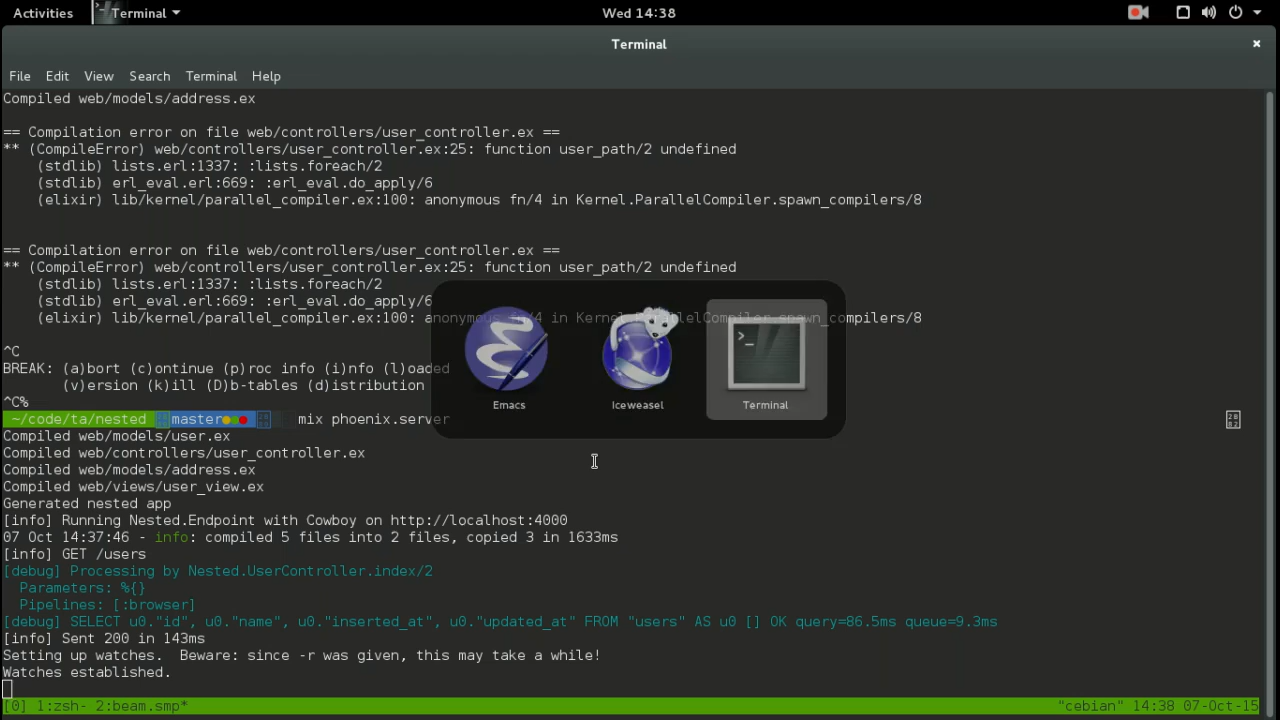 Activities Terminal Wed 14:38
Terminal ×
File Edit View Search Terminal Help
Compiled web/models/address.ex
== Compilation error on file web/controllers/user_controller.ex ==
** (CompileError) web/controllers/user_controller.ex:25: function user_path/2 undefined
(stdlib) lists.erl:1337: :lists.foreach/2
(stdlib) erl_eval.erl:669: :erl_eval.do_apply/6
(elixir) lib/kernel/parallel_compiler.ex:100: anonymous fn/4 in Kernel.ParallelCompiler.spawn_compilers/8
== Compilation error on file web/controllers/user_controller.ex ==
** (CompileError) web/controllers/user_controller.ex:25: function user_path/2 undefined
(stdlib) lists.erl:1337: :lists.foreach/2
(stdlib) erl_eval.erl:669: :erl_eval.do_apply/6
(elixir) lib/kernel/parallel_compiler.ex:100: anonymous fn/4 in Kernel.ParallelCompiler.spawn_compilers/8
^C
BREAK: (a)bort (c)ontinue (p)roc info (i)nfo (l)oaded
(v)ersion (k)ill (D)b-tables (d)istribution
^C%
~/code/ta/nested master mix phoenix.server
Emacs Iceweasel Terminal
Compiled web/models/user.ex
Compiled web/controllers/user_controller.ex
Compiled web/models/address.ex
Compiled web/views/user_view.ex
Generated nested app
[info] Running Nested.Endpoint with Cowboy on http://localhost:4000
07 Oct 14:37:46 - info: compiled 5 files into 2 files, copied 3 in 1633ms
[info] GET /users
[debug] Processing by Nested.UserController.index/2
Parameters: %{}
Pipelines: [:browser]
[debug] SELECT u0."id", u0."name", u0."inserted_at", u0."updated_at" FROM "users" AS u0 [] OK query=86.5ms queue=9.3ms
[info] Sent 200 in 143ms
Setting up watches.  Beware: since -r was given, this may take a while!
Watches established.
[0] 1:zsh- 2:beam.smp* "cebian" 14:38 07-Oct-15